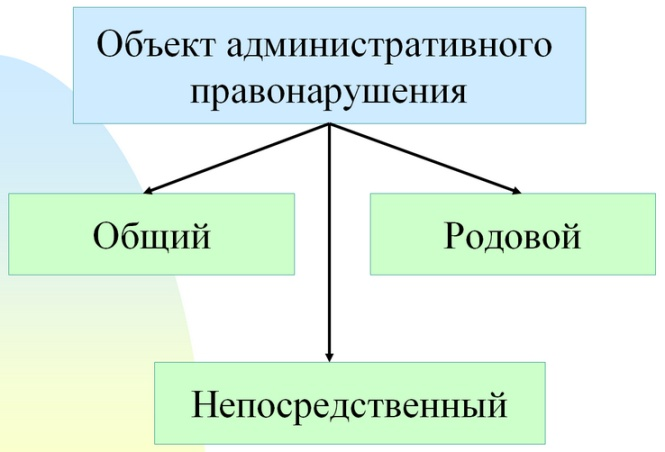 Объект административного
правонарушения
Общий
Родовой
Непосредственный